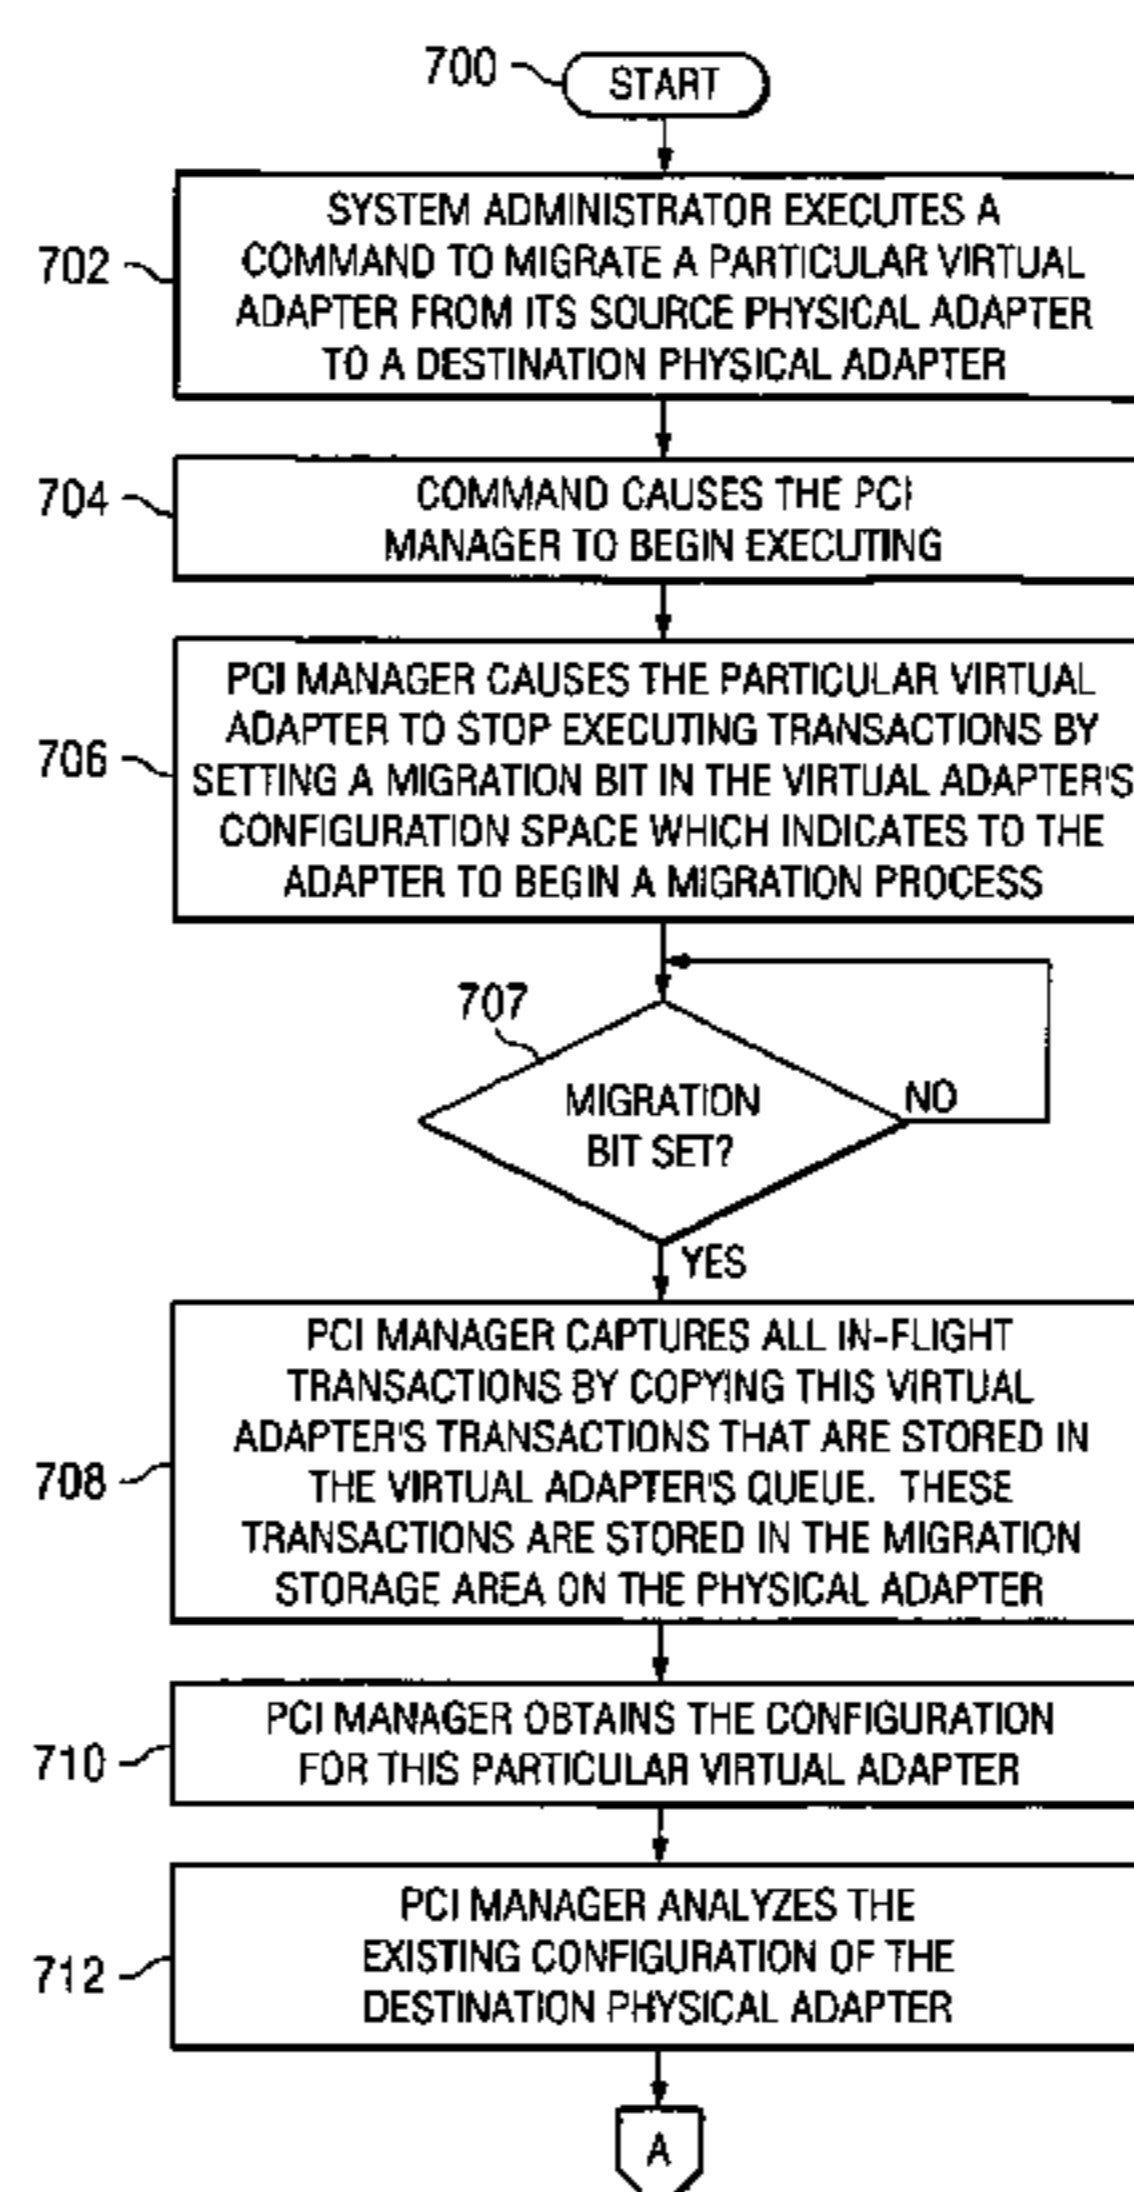 700
START
702
SYSTEM ADMINISTRATOR EXECUTES A
COMMAND TO MIGRATE A PARTICULAR VIRTUAL
ADAPTER FROM ITS SOURCE PHYSICAL ADAPTER
TO A DESTINATION PHYSICAL ADAPTER
704
COMMAND CAUSES THE PCI
MANAGER TO BEGIN EXECUTING
706
PCI MANAGER CAUSES THE PARTICULAR VIRTUAL
ADAPTER TO STOP EXECUTING TRANSACTIONS BY
SETTING A MIGRATION BIT IN THE VIRTUAL ADAPTER'S
CONFIGURATION SPACE WHICH INDICATES TO THE
ADAPTER TO BEGIN A MIGRATION PROCESS
707
MIGRATION
BIT SET?
NO
YES
708
PCI MANAGER CAPTURES ALL IN-FLIGHT
TRANSACTIONS BY COPYING THIS VIRTUAL
ADAPTER'S TRANSACTIONS THAT ARE STORED IN
THE VIRTUAL ADAPTER'S QUEUE. THESE
TRANSACTIONS ARE STORED IN THE MIGRATION
STORAGE AREA ON THE PHYSICAL ADAPTER
710
PCI MANAGER OBTAINS THE CONFIGURATION
FOR THIS PARTICULAR VIRTUAL ADAPTER
712
PCI MANAGER ANALYZES THE
EXISTING CONFIGURATION OF THE
DESTINATION PHYSICAL ADAPTER
A